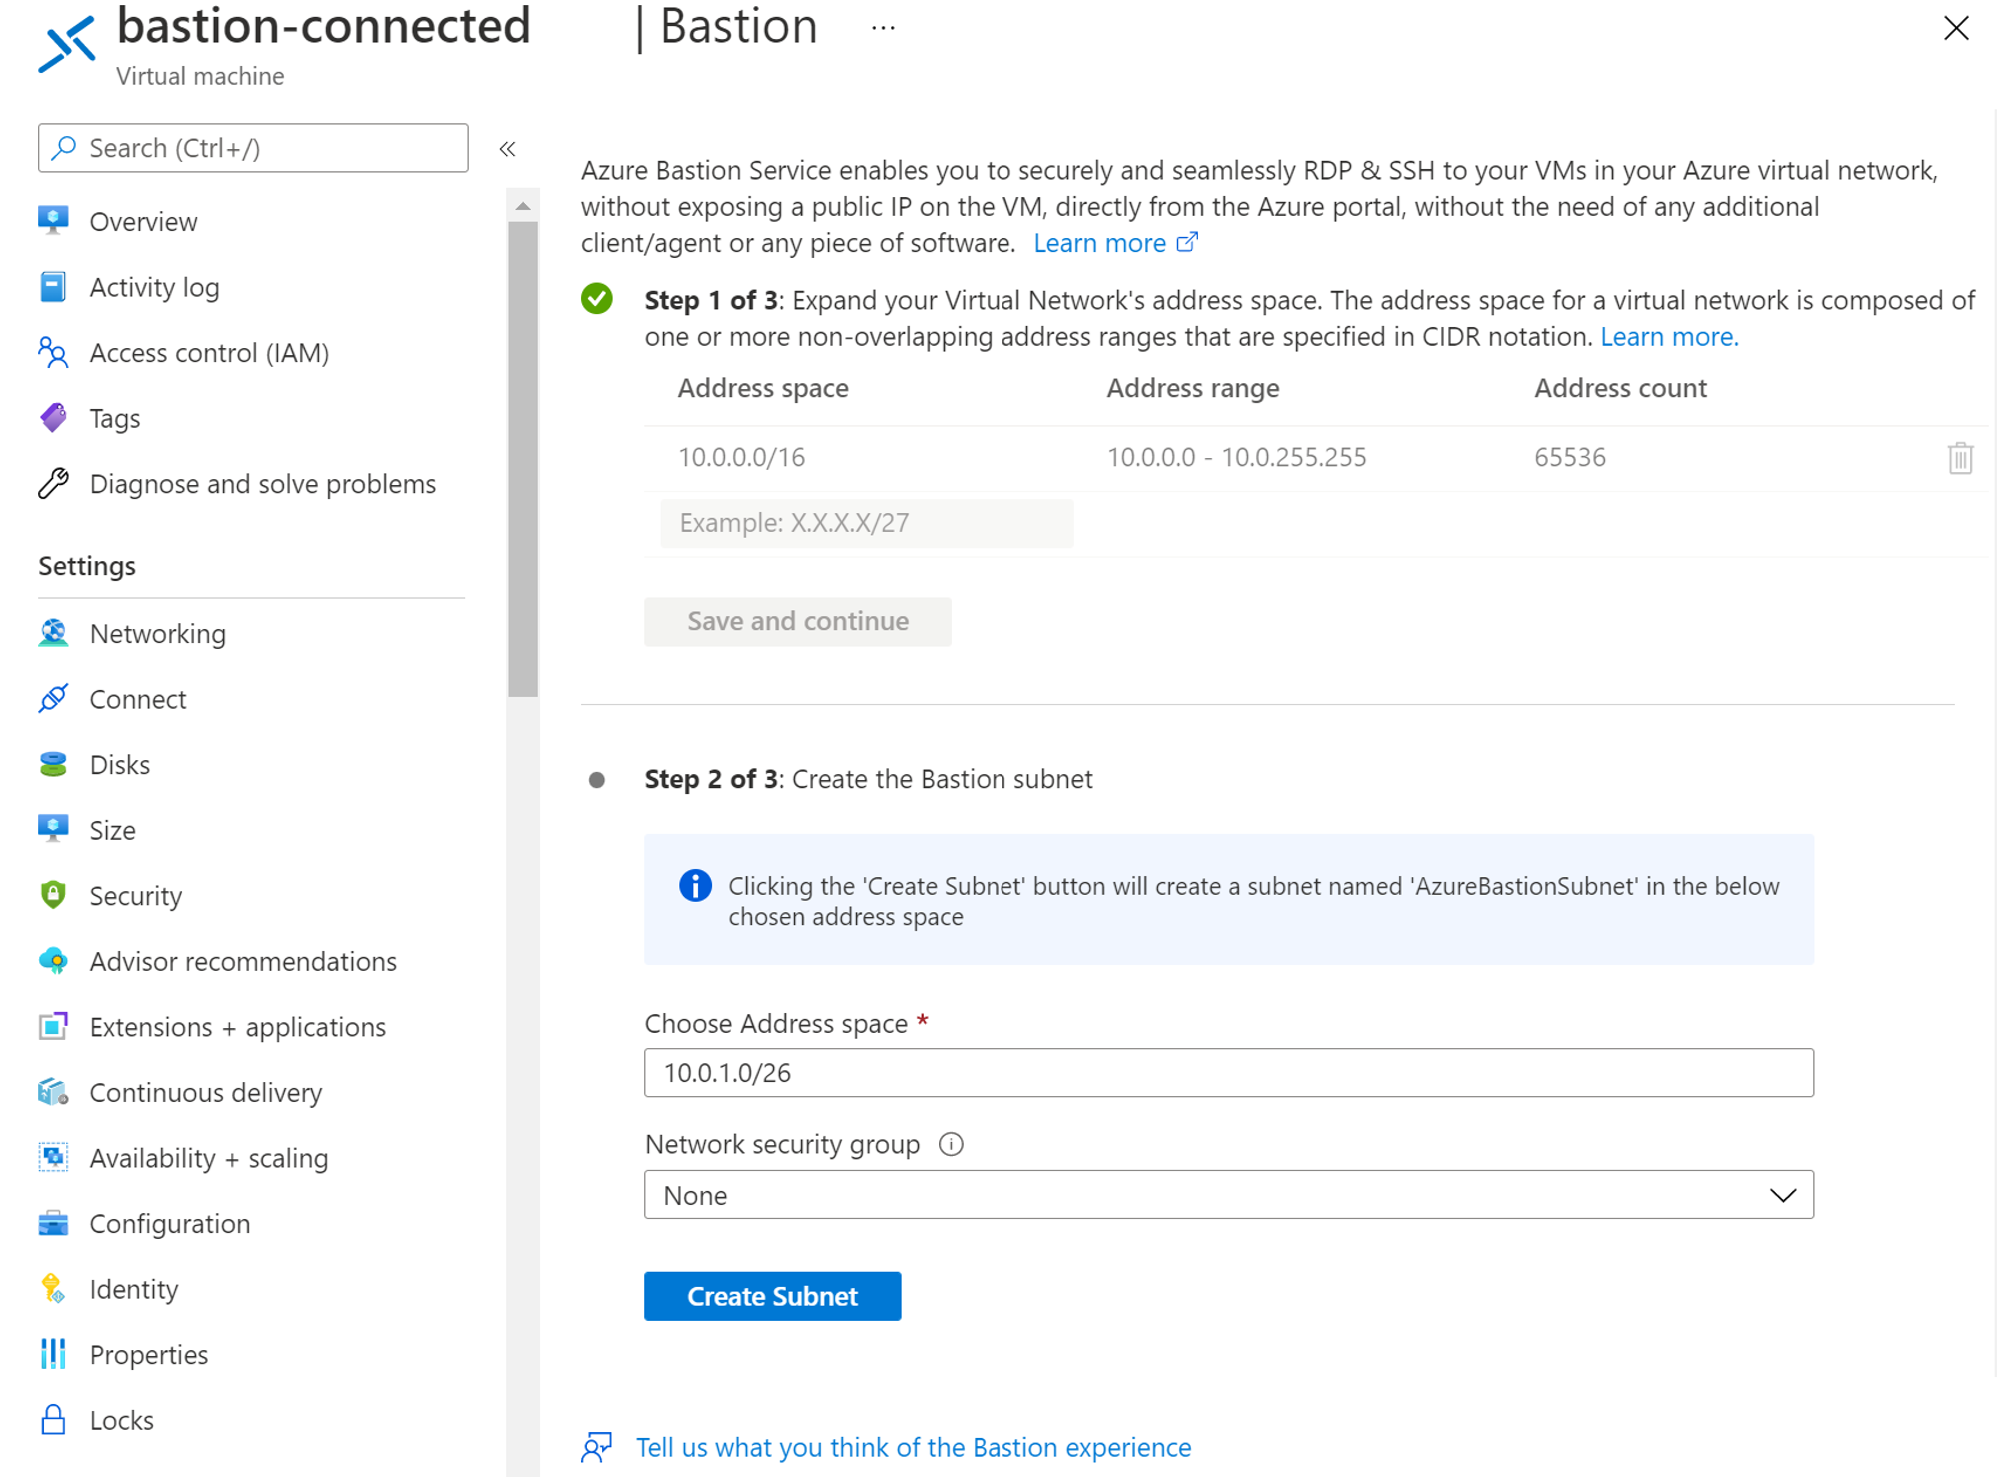 bastion-connected | Bastion ...
Virtual machine
Search (Ctrl+/)
«
Overview
Activity log
Access control (IAM)
Tags
Diagnose and solve problems
Settings
Networking
Connect
Disks
Size
Security
Advisor recommendations
Extensions + applications
Continuous delivery
Availability + scaling
Configuration
Identity
Properties
Locks
Azure Bastion Service enables you to securely and seamlessly RDP & SSH to your VMs in your Azure virtual network,
without exposing a public IP on the VM, directly from the Azure portal, without the need of any additional
client/agent or any piece of software. Learn more
Step 1 of 3: Expand your Virtual Network's address space. The address space for a virtual network is composed of
one or more non-overlapping address ranges that are specified in CIDR notation. Learn more.
Address space Address range Address count
10.0.0.0/16 10.0.0.0 - 10.0.255.255 65536
Example: X.X.X.X/27
Save and continue
Step 2 of 3: Create the Bastion subnet
Clicking the 'Create Subnet' button will create a subnet named 'AzureBastionSubnet' in the below
chosen address space
Choose Address space *
10.0.1.0/26
Network security group
None
Create Subnet
Tell us what you think of the Bastion experience